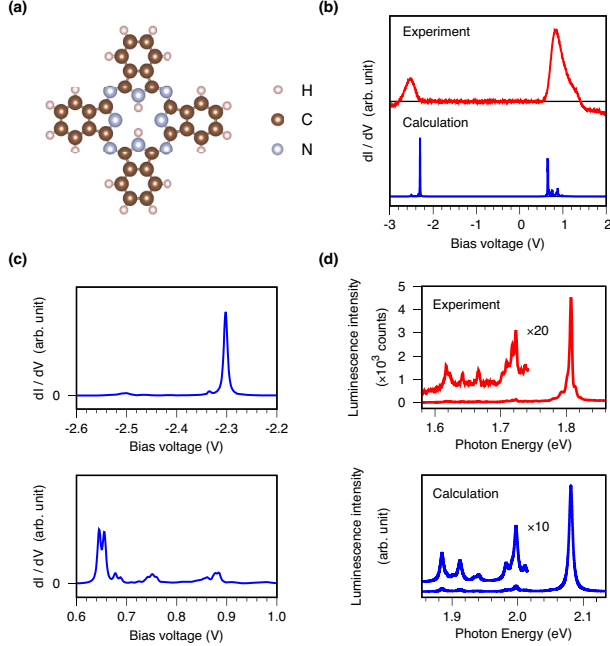 (a)
H
C
N
(b)
Experiment
Calculation
dI / dV (arb. unit)
-3 -2 -1 0 1 2
Bias voltage (V)
(c)
dI / dV (arb. unit)
0
-2.6 -2.5 -2.4 -2.3 -2.2
Bias voltage (V)
dI / dV (arb. unit)
0
0.6 0.7 0.8 0.9 1.0
Bias voltage (V)
(d)
Luminescence intensity
(×10³ counts)
5
4
3
2
1
0
Experiment
×20
1.6 1.7 1.8
Photon Energy (eV)
Luminescence intensity
(arb. unit)
Calculation
×10
1.9 2.0 2.1
Photon Energy (eV)